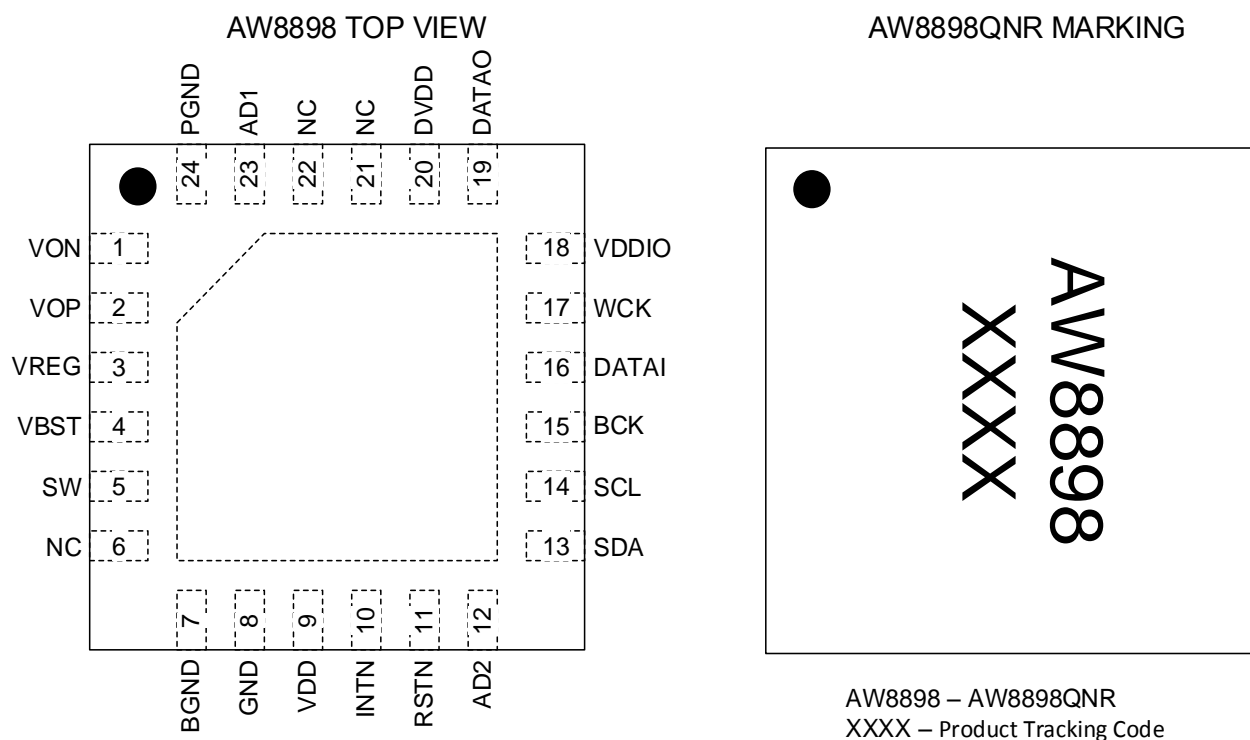 AW8898 TOP VIEW
AW8898QNR MARKING
PGND
AD1
NC
NC
DVDD
DATAO
24
23
22
21
20
19
VON 1
VOP 2
VREG 3
VBST 4
SW 5
NC 6
18 VDDIO
17 WCK
16 DATAI
15 BCK
14 SCL
13 SDA
7
8
9
10
11
12
BGND
GND
VDD
INTN
RSTN
AD2
AW8898
XXXX
AW8898 – AW8898QNR
XXXX – Product Tracking Code